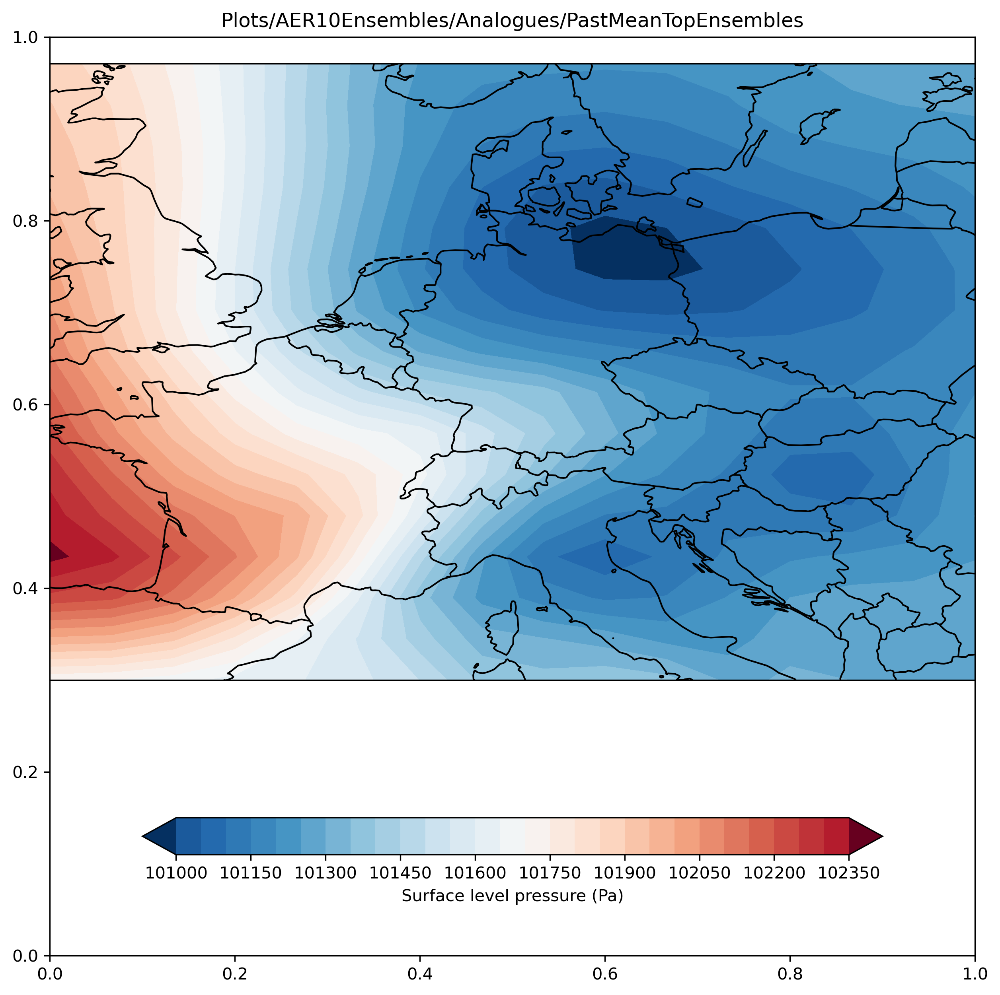 Plots/AER10Ensembles/Analogues/PastMeanTopEnsembles
1.0
0.8
0.6
0.4
0.2
0.0
101000 101150 101300 101450 101600 101750 101900 102050 102200 102350
Surface level pressure (Pa)
0.0 0.2 0.4 0.6 0.8 1.0